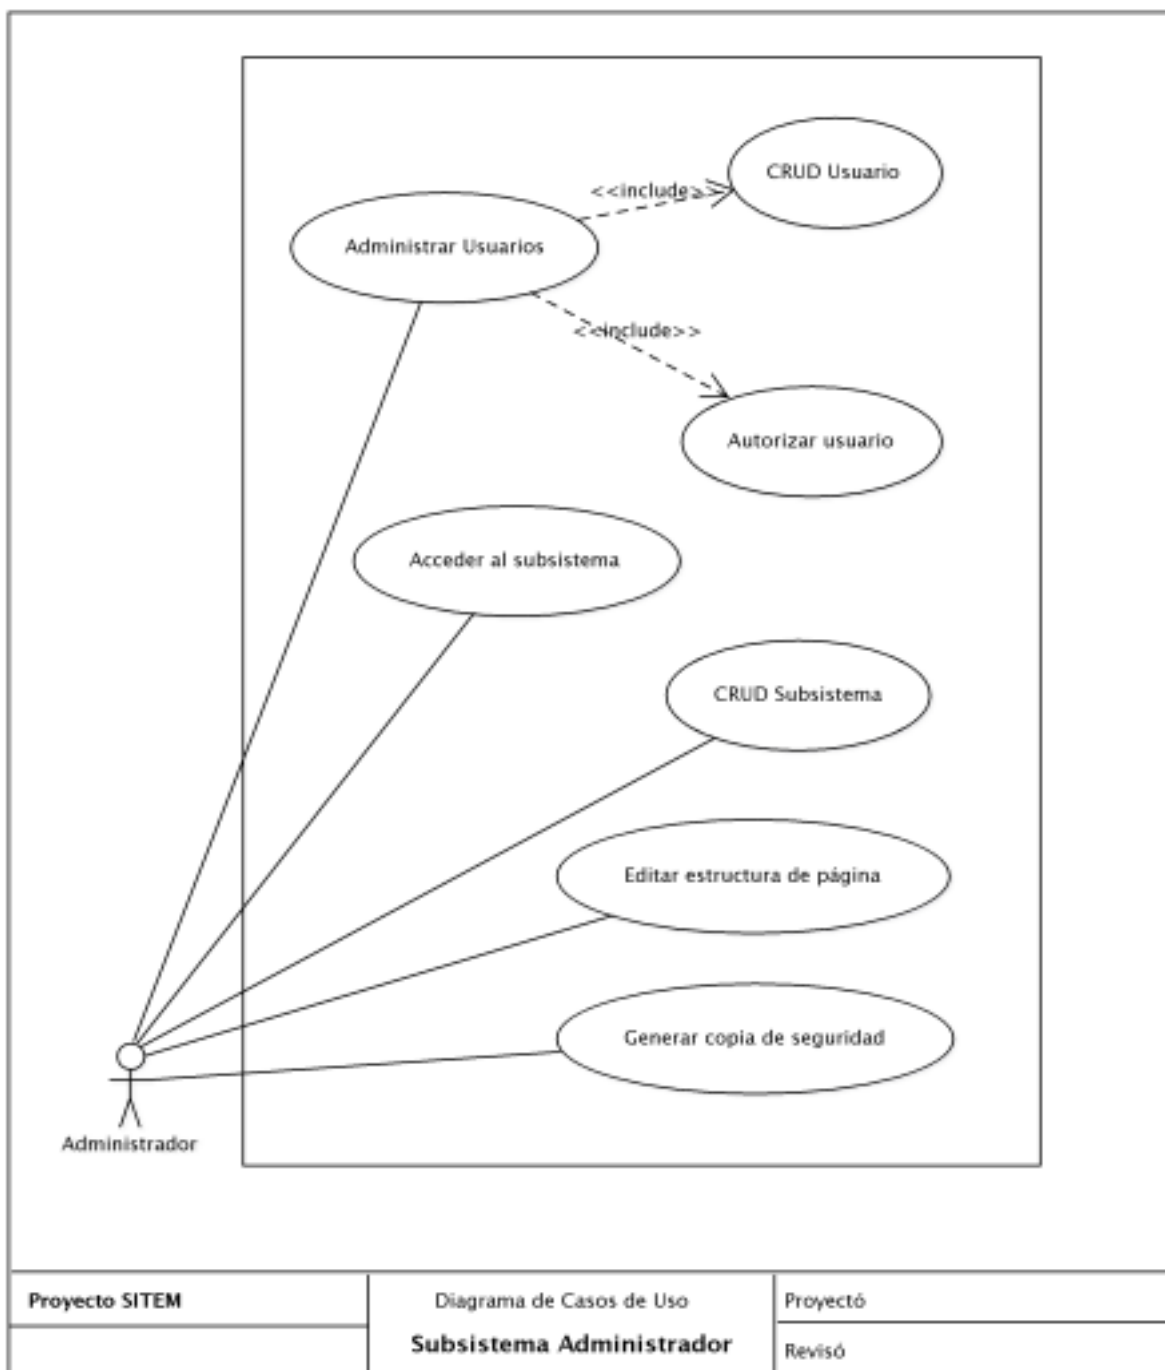 CRUD Usuario
<<include>>
Administrar Usuarios
<<include>>
Autorizar usuario
Acceder al subsistema
CRUD Subsistema
Editar estructura de página
Generar copia de seguridad
Administrador
Proyecto SITEM
Diagrama de Casos de Uso
Subsistema Administrador
Proyectó
Revisó